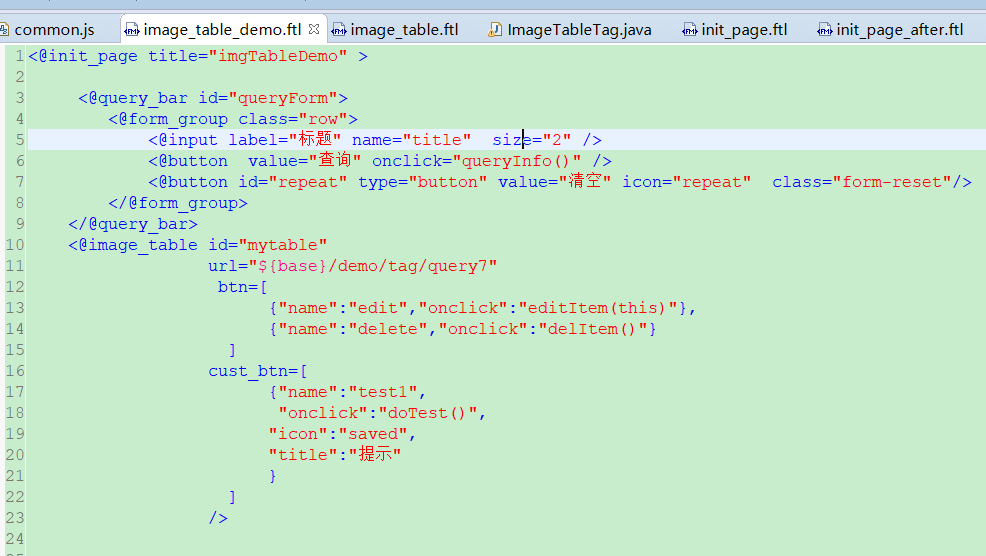 common.js image_table_demo.ftl image_table.ftl ImageTableTag.java init_page.ftl init_page_after.ftl
1 <@init_page title="imgTableDemo" >
2
3 <@query_bar id="queryForm">
4 <@form_group class="row">
5 <@input label="标题" name="title" size="2" />
6 <@button value="查询" onclick="queryInfo()" />
7 <@button id="repeat" type="button" value="清空" icon="repeat" class="form-reset"/>
8 </@form_group>
9 </@query_bar>
10 <@image_table id="mytable"
11 url="${base}/demo/tag/query7"
12 btn=[
13 {"name":"edit","onclick":"editItem(this)"},
14 {"name":"delete","onclick":"delItem()"}
15 ]
16 cust_btn=[
17 {"name":"test1",
18 "onclick":"doTest()",
19 "icon":"saved",
20 "title":"提示"
21 }
22 ]
23 />
24